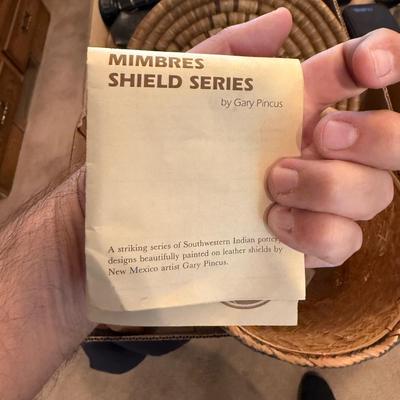 MIMBRES
SHIELD SERIES
by Gary Pincus
A striking series of Southwestern Indian pottery
designs beautifully painted on leather shields by
New Mexico artist Gary Pincus.